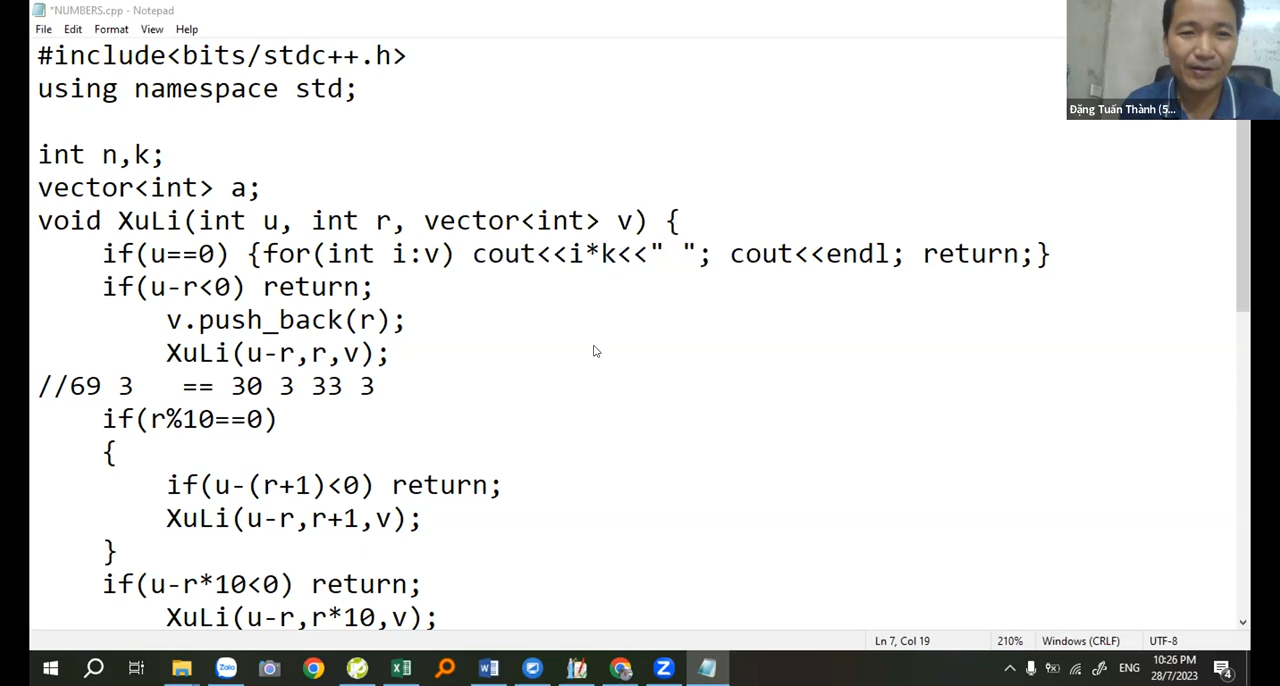 *NUMBERS.cpp - Notepad
File Edit Format View Help
#include<bits/stdc++.h>
using namespace std;
int n,k;
vector<int> a;
void XuLi(int u, int r, vector<int> v) {
if(u==0) {for(int i:v) cout<<i*k<<" "; cout<<endl; return;}
if(u-r<0) return;
v.push_back(r);
XuLi(u-r,r,v);
//69 3 == 30 3 33 3
if(r%10==0)
{
if(u-(r+1)<0) return;
XuLi(u-r,r+1,v);
}
if(u-r*10<0) return;
XuLi(u-r,r*10,v);
Đặng Tuấn Thành (5...
Ln 7, Col 19
210%
Windows (CRLF)
UTF-8
Zalo
Z
ENG
10:26 PM
28/7/2023
4